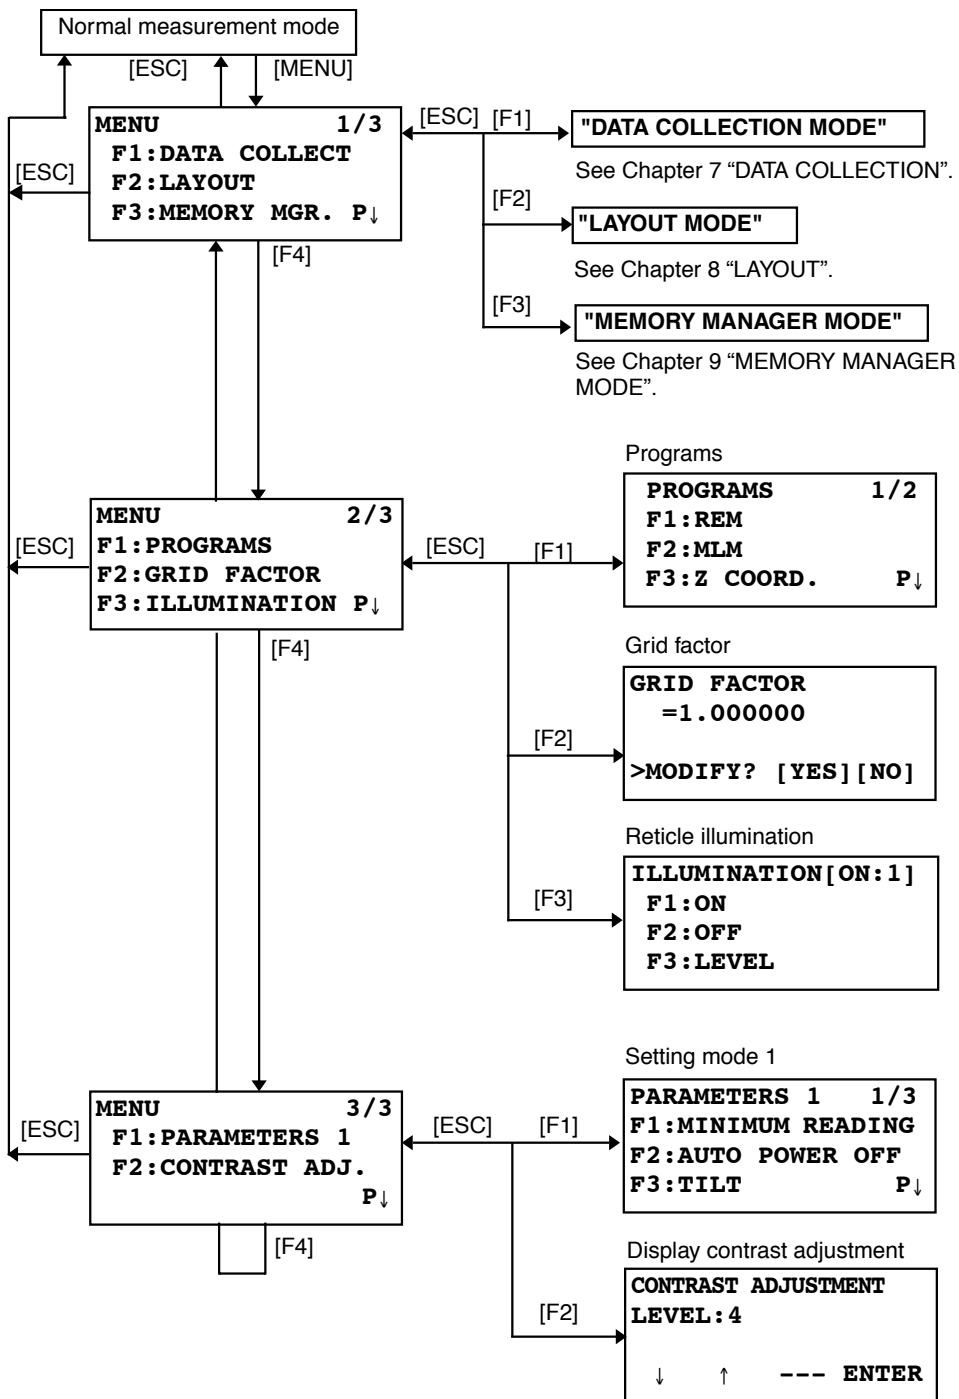 Normal measurement mode
[ESC] [MENU]
MENU 1/3
F1:DATA COLLECT
F2:LAYOUT
F3:MEMORY MGR. P↓
[ESC]
[ESC] [F1]
"DATA COLLECTION MODE"
See Chapter 7 “DATA COLLECTION”.
[F2]
"LAYOUT MODE"
See Chapter 8 “LAYOUT”.
[F3]
"MEMORY MANAGER MODE"
See Chapter 9 “MEMORY MANAGER
MODE”.
[F4]
MENU 2/3
F1:PROGRAMS
F2:GRID FACTOR
F3:ILLUMINATION P↓
[ESC]
[ESC] [F1]
Programs
PROGRAMS 1/2
F1:REM
F2:MLM
F3:Z COORD. P↓
[F4]
[F2]
Grid factor
GRID FACTOR
=1.000000
>MODIFY? [YES][NO]
[F3]
Reticle illumination
ILLUMINATION[ON:1]
F1:ON
F2:OFF
F3:LEVEL
MENU 3/3
F1:PARAMETERS 1
F2:CONTRAST ADJ.
P↓
[ESC]
[ESC] [F1]
Setting mode 1
PARAMETERS 1 1/3
F1:MINIMUM READING
F2:AUTO POWER OFF
F3:TILT P↓
[F4]
[F2]
Display contrast adjustment
CONTRAST ADJUSTMENT
LEVEL:4
↓ ↑ --- ENTER